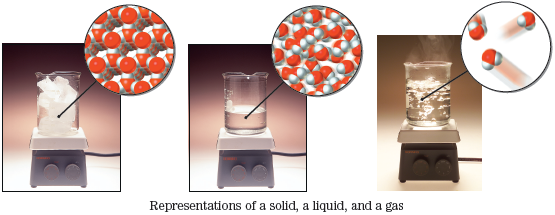 Representations of a solid, a liquid, and a gas